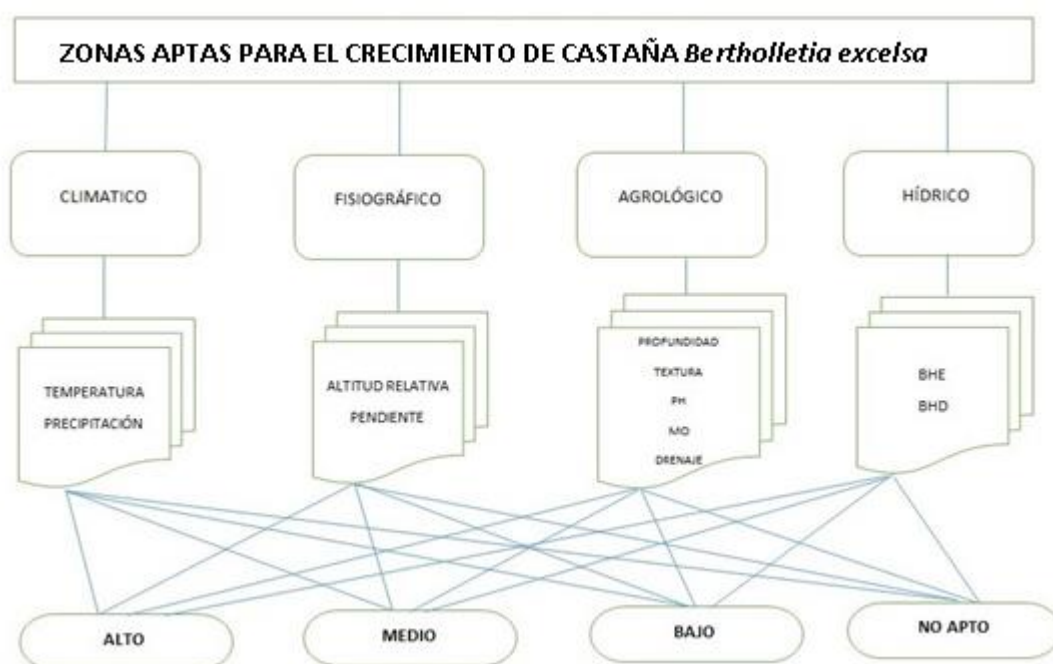 ZONAS APTAS PARA EL CRECIMIENTO DE CASTAÑA Bertholletia excelsa
CLIMATICO
FISIOGRÁFICO
AGROLÓGICO
HÍDRICO
TEMPERATURA
PRECIPITACIÓN
ALTITUD RELATIVA
PENDIENTE
PROFUNDIDAD
TEXTURA
PH
MO
DRENAJE
BHE
BHD
ALTO
MEDIO
BAJO
NO APTO